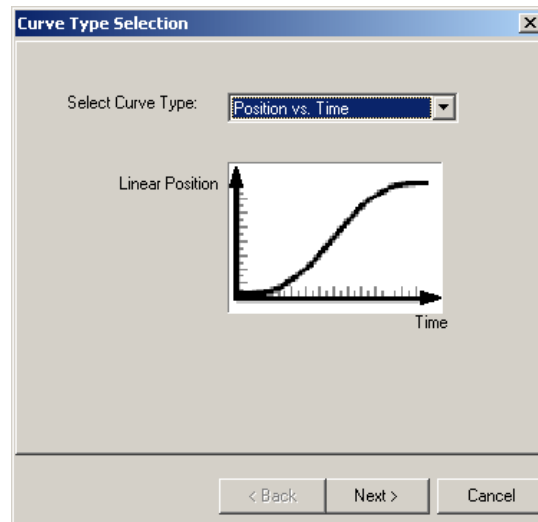 Curve Type Selection
Select Curve Type: Position vs. Time
Linear Position
Time
< Back Next > Cancel